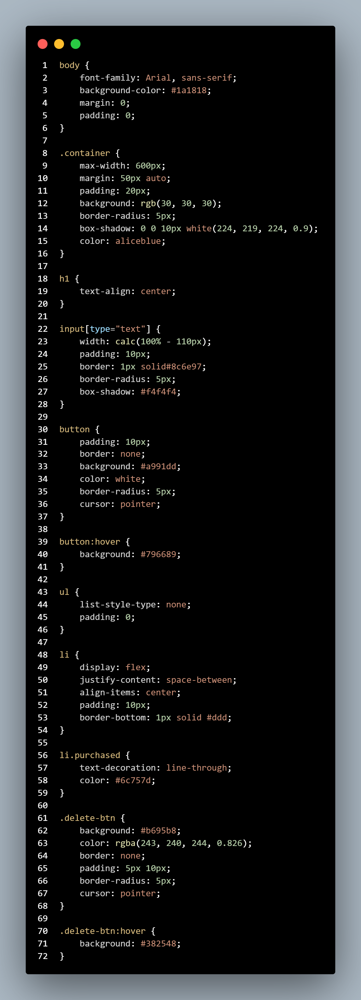 1 body {
2     font-family: Arial, sans-serif;
3     background-color: #1a1818;
4     margin: 0;
5     padding: 0;
6 }
7
8 .container {
9     max-width: 600px;
10     margin: 50px auto;
11     padding: 20px;
12     background: rgb(30, 30, 30);
13     border-radius: 5px;
14     box-shadow: 0 0 10px white(224, 219, 224, 0.9);
15     color: aliceblue;
16 }
17
18 h1 {
19     text-align: center;
20 }
21
22 input[type="text"] {
23     width: calc(100% - 110px);
24     padding: 10px;
25     border: 1px solid#8c6e97;
26     border-radius: 5px;
27     box-shadow: #f4f4f4;
28 }
29
30 button {
31     padding: 10px;
32     border: none;
33     background: #a991dd;
34     color: white;
35     border-radius: 5px;
36     cursor: pointer;
37 }
38
39 button:hover {
40     background: #796689;
41 }
42
43 ul {
44     list-style-type: none;
45     padding: 0;
46 }
47
48 li {
49     display: flex;
50     justify-content: space-between;
51     align-items: center;
52     padding: 10px;
53     border-bottom: 1px solid #ddd;
54 }
55
56 li.purchased {
57     text-decoration: line-through;
58     color: #6c757d;
59 }
60
61 .delete-btn {
62     background: #b695b8;
63     color: rgba(243, 240, 244, 0.826);
64     border: none;
65     padding: 5px 10px;
66     border-radius: 5px;
67     cursor: pointer;
68 }
69
70 .delete-btn:hover {
71     background: #382548;
72 }